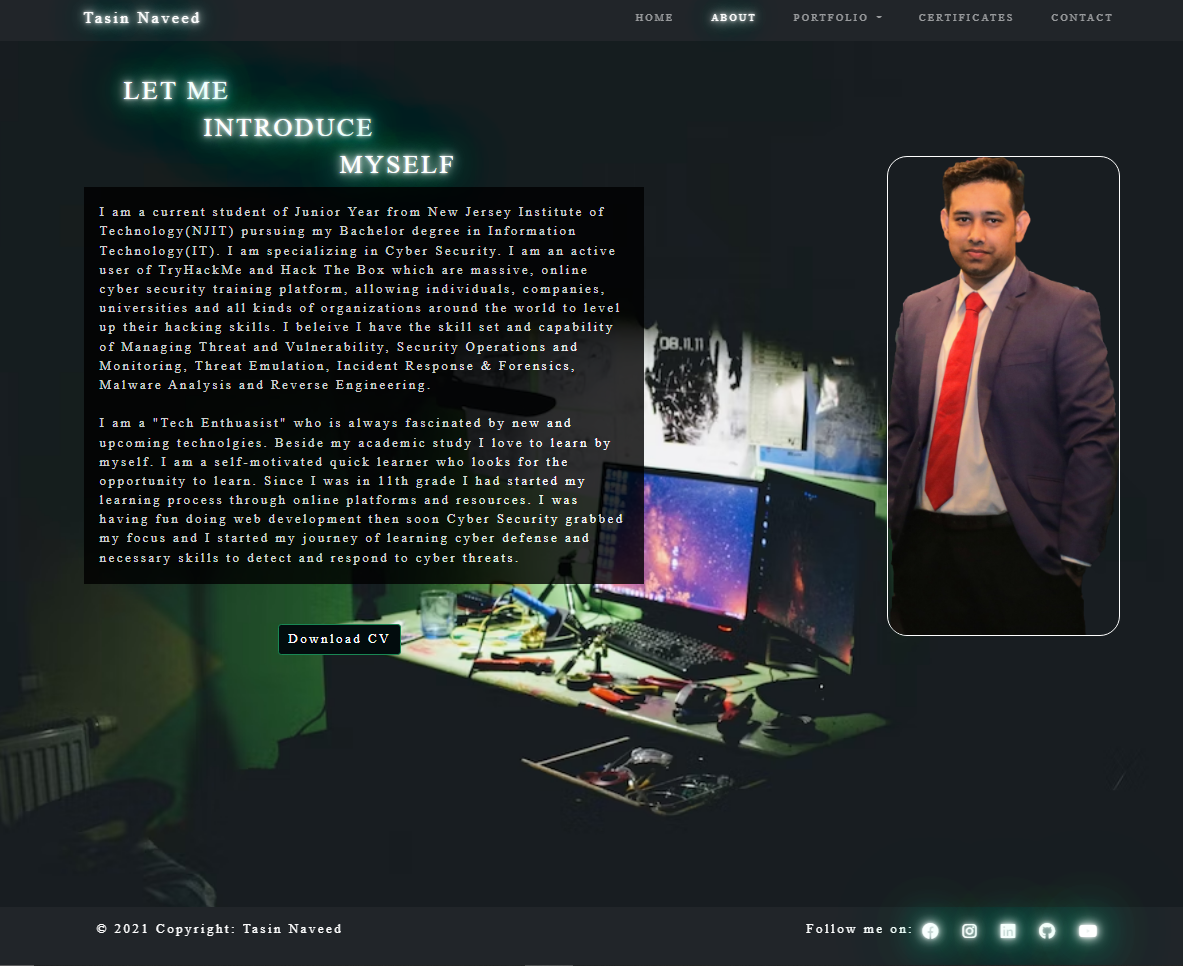 Tasin Naveed
HOME
ABOUT
PORTFOLIO
CERTIFICATES
CONTACT
LET ME
INTRODUCE
MYSELF
I am a current student of Junior Year from New Jersey Institute of
Technology(NJIT) pursuing my Bachelor degree in Information
Technology(IT). I am specializing in Cyber Security. I am an active
user of TryHackMe and Hack The Box which are massive, online
cyber security training platform, allowing individuals, companies,
universities and all kinds of organizations around the world to level
up their hacking skills. I beleive I have the skill set and capability
of Managing Threat and Vulnerability, Security Operations and
Monitoring, Threat Emulation, Incident Response & Forensics,
Malware Analysis and Reverse Engineering.
I am a "Tech Enthuasist" who is always fascinated by new and
upcoming technolgies. Beside my academic study I love to learn by
myself. I am a self-motivated quick learner who looks for the
opportunity to learn. Since I was in 11th grade I had started my
learning process through online platforms and resources. I was
having fun doing web development then soon Cyber Security grabbed
my focus and I started my journey of learning cyber defense and
necessary skills to detect and respond to cyber threats.
08.11.11
Download CV
© 2021 Copyright: Tasin Naveed
Follow me on: